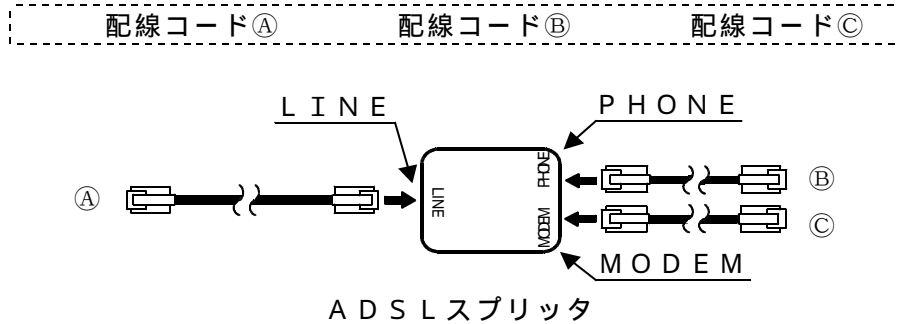 配線コードⒶ 配線コードⒷ 配線コードⒸ
ＬＩＮＥ ＰＨＯＮＥ
PHONE
Ⓐ LINE Ⓑ
MODEM Ⓒ
ＭＯＤＥＭ
ＡＤＳＬスプリッタ